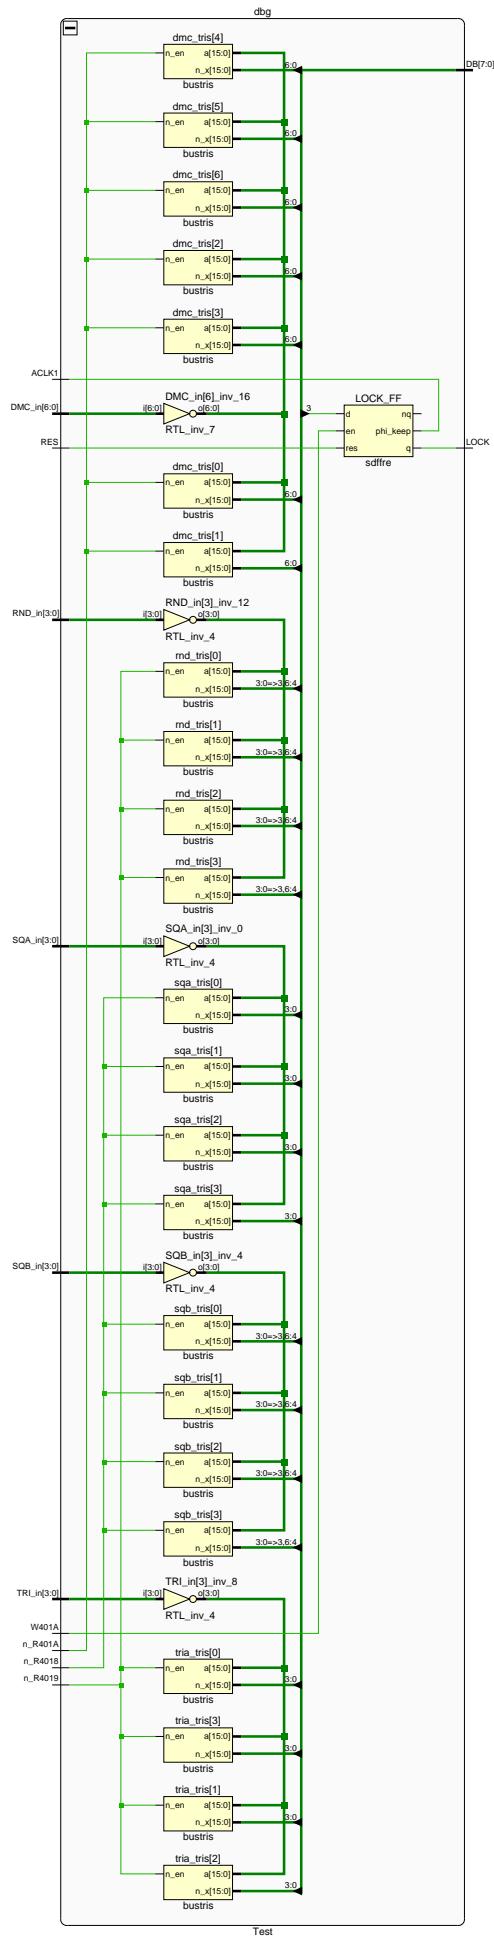 dbg
dmc_tris[4]
n_en a[15:0]
n_x[15:0] 6:0 DB[7:0]
bustris
dmc_tris[5]
n_en a[15:0]
n_x[15:0] 6:0
bustris
dmc_tris[6]
n_en a[15:0]
n_x[15:0] 6:0
bustris
dmc_tris[2]
n_en a[15:0]
n_x[15:0] 6:0
bustris
dmc_tris[3]
n_en a[15:0]
n_x[15:0] 6:0
bustris
ACLK1
DMC_in[6:0] i[6:0] DMC_in[6]_inv_16 o[6:0]
RTL_inv_7
3
LOCK_FF
d nq
en phi_keep
res q
sdffre
RES
LOCK
dmc_tris[0]
n_en a[15:0]
n_x[15:0] 6:0
bustris
dmc_tris[1]
n_en a[15:0]
n_x[15:0] 6:0
bustris
RND_in[3:0] i[3:0] RND_in[3]_inv_12 o[3:0]
RTL_inv_4
rnd_tris[0]
n_en a[15:0]
n_x[15:0] 3:0=>3,6:4
bustris
rnd_tris[1]
n_en a[15:0]
n_x[15:0] 3:0=>3,6:4
bustris
rnd_tris[2]
n_en a[15:0]
n_x[15:0] 3:0=>3,6:4
bustris
rnd_tris[3]
n_en a[15:0]
n_x[15:0] 3:0=>3,6:4
bustris
SQA_in[3:0] i[3:0] SQA_in[3]_inv_0 o[3:0]
RTL_inv_4
sqa_tris[0]
n_en a[15:0]
n_x[15:0] 3:0
bustris
sqa_tris[1]
n_en a[15:0]
n_x[15:0] 3:0
bustris
sqa_tris[2]
n_en a[15:0]
n_x[15:0] 3:0
bustris
sqa_tris[3]
n_en a[15:0]
n_x[15:0] 3:0
bustris
SQB_in[3:0] i[3:0] SQB_in[3]_inv_4 o[3:0]
RTL_inv_4
sqb_tris[0]
n_en a[15:0]
n_x[15:0] 3:0=>3,6:4
bustris
sqb_tris[1]
n_en a[15:0]
n_x[15:0] 3:0=>3,6:4
bustris
sqb_tris[2]
n_en a[15:0]
n_x[15:0] 3:0=>3,6:4
bustris
sqb_tris[3]
n_en a[15:0]
n_x[15:0] 3:0=>3,6:4
bustris
TRI_in[3:0] i[3:0] TRI_in[3]_inv_8 o[3:0]
RTL_inv_4
W401A
n_R401A
n_R4018
n_R4019
tria_tris[0]
n_en a[15:0]
n_x[15:0] 3:0
bustris
tria_tris[3]
n_en a[15:0]
n_x[15:0] 3:0
bustris
tria_tris[1]
n_en a[15:0]
n_x[15:0] 3:0
bustris
tria_tris[2]
n_en a[15:0]
n_x[15:0] 3:0
bustris
Test